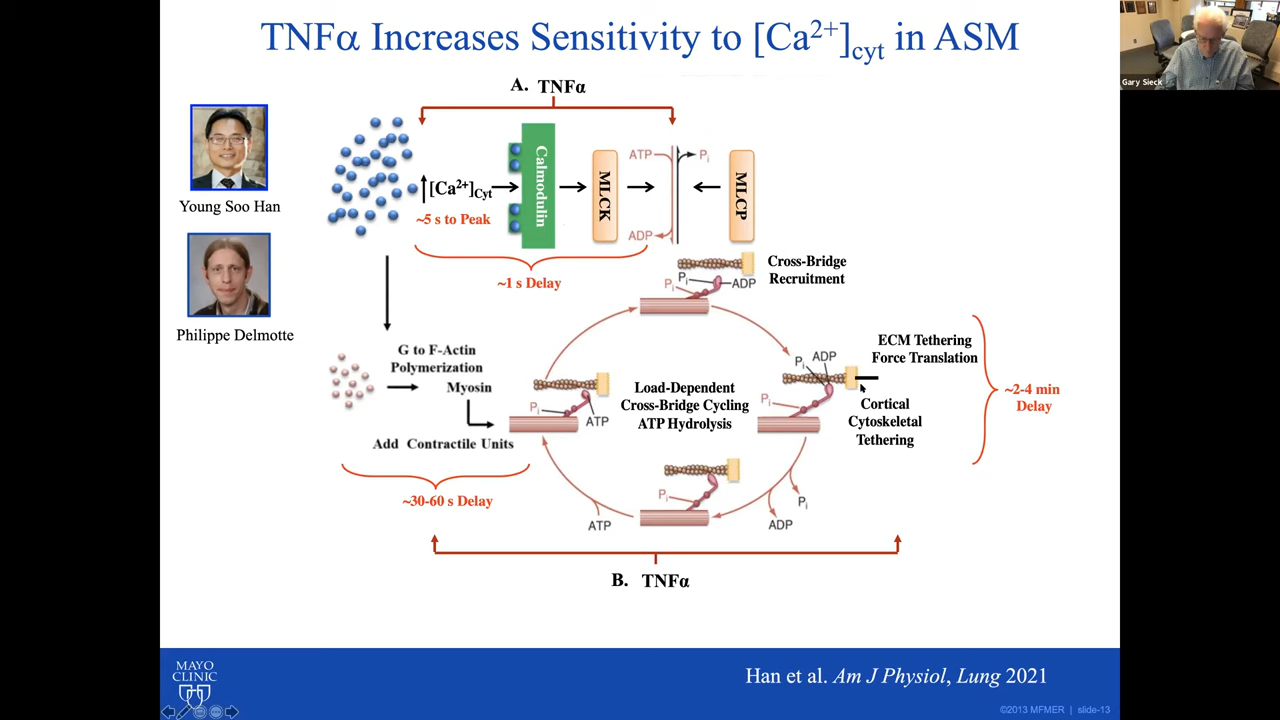 TNFα Increases Sensitivity to [Ca2+]cyt in ASM
Gary Sieck
A. TNFα
Young Soo Han
Philippe Delmotte
[Ca2+]Cyt
~5 s to Peak
Calmodulin
MLCK
ATP
ADP
Pi
MLCP
~1 s Delay
Cross-Bridge
Recruitment
Pi
Pi
ADP
G to F-Actin
Polymerization
Myosin
Add Contractile Units
~30-60 s Delay
Pi
ATP
Load-Dependent
Cross-Bridge Cycling
ATP Hydrolysis
Pi
ADP
Pi
ECM Tethering
Force Translation
Cortical
Cytoskeletal
Tethering
~2-4 min
Delay
Pi
ATP
ADP
Pi
B. TNFα
MAYO
CLINIC
Han et al. Am J Physiol, Lung 2021
©2013 MFMER | slide-13